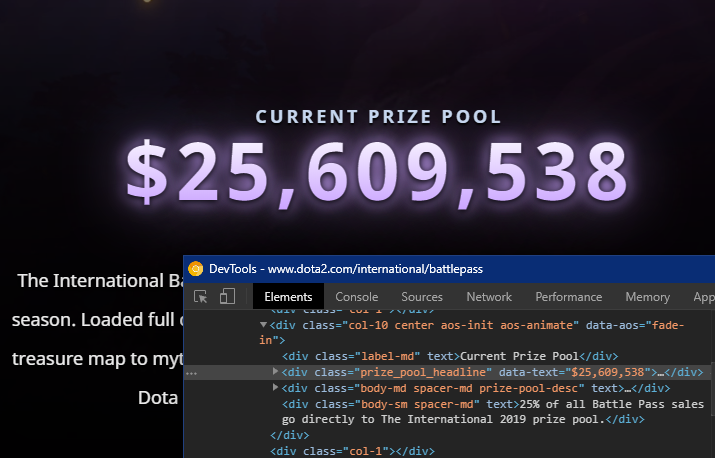 CURRENT PRIZE POOL
$25,609,538
The International Ba
season. Loaded full
treasure map to myt
Dota
DevTools - www.dota2.com/international/battlepass
Elements Console Sources Network Performance Memory App
<div class="col-1"></div>
▼<div class="col-10 center aos-init aos-animate" data-aos="fade-
in">
<div class="label-md" text>Current Prize Pool</div>
… ▶<div class="prize_pool_headline" data-text="$25,609,538">…</div>
▶<div class="body-md spacer-md prize-pool-desc" text>…</div>
<div class="body-sm spacer-md" text>25% of all Battle Pass sales
go directly to The International 2019 prize pool.</div>
</div>
<div class="col-1"></div>